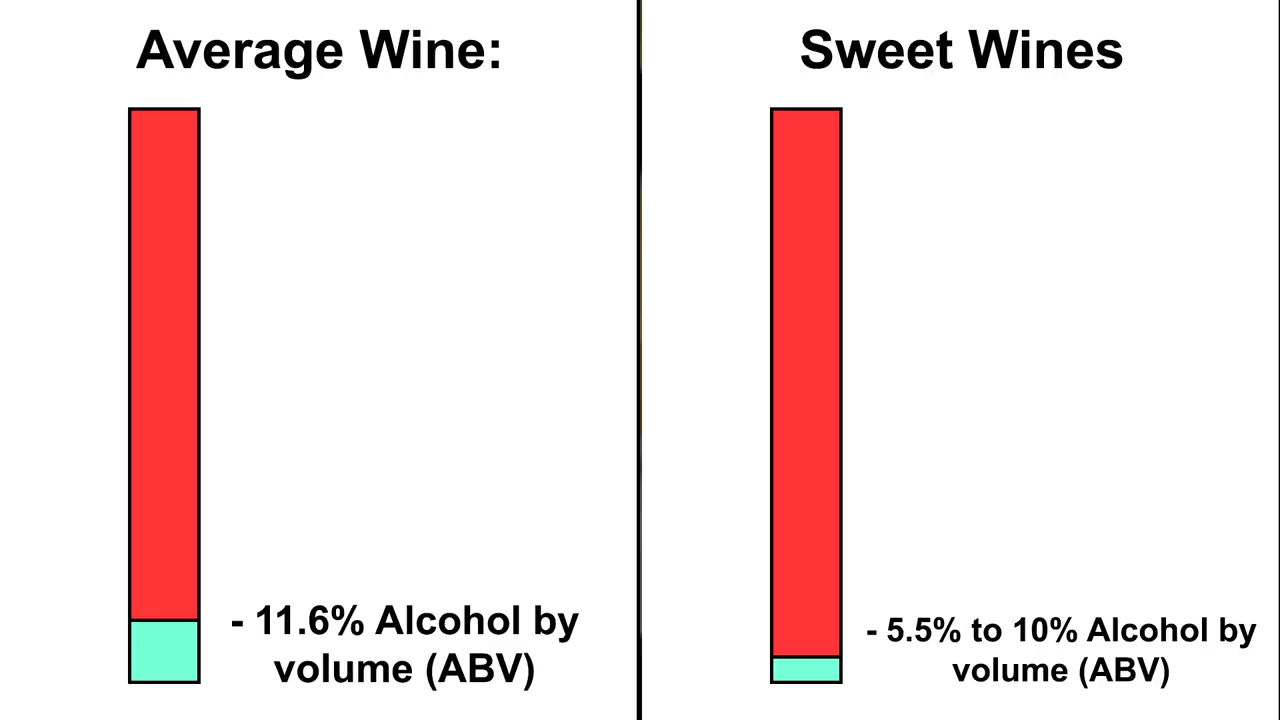 Average Wine:
- 11.6% Alcohol by
volume (ABV)
Sweet Wines
- 5.5% to 10% Alcohol by
volume (ABV)